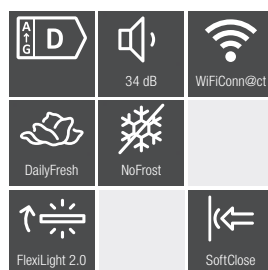 A
G
D
34 dB
WiFiConn@ct
DailyFresh
NoFrost
FlexiLight 2.0
SoftClose